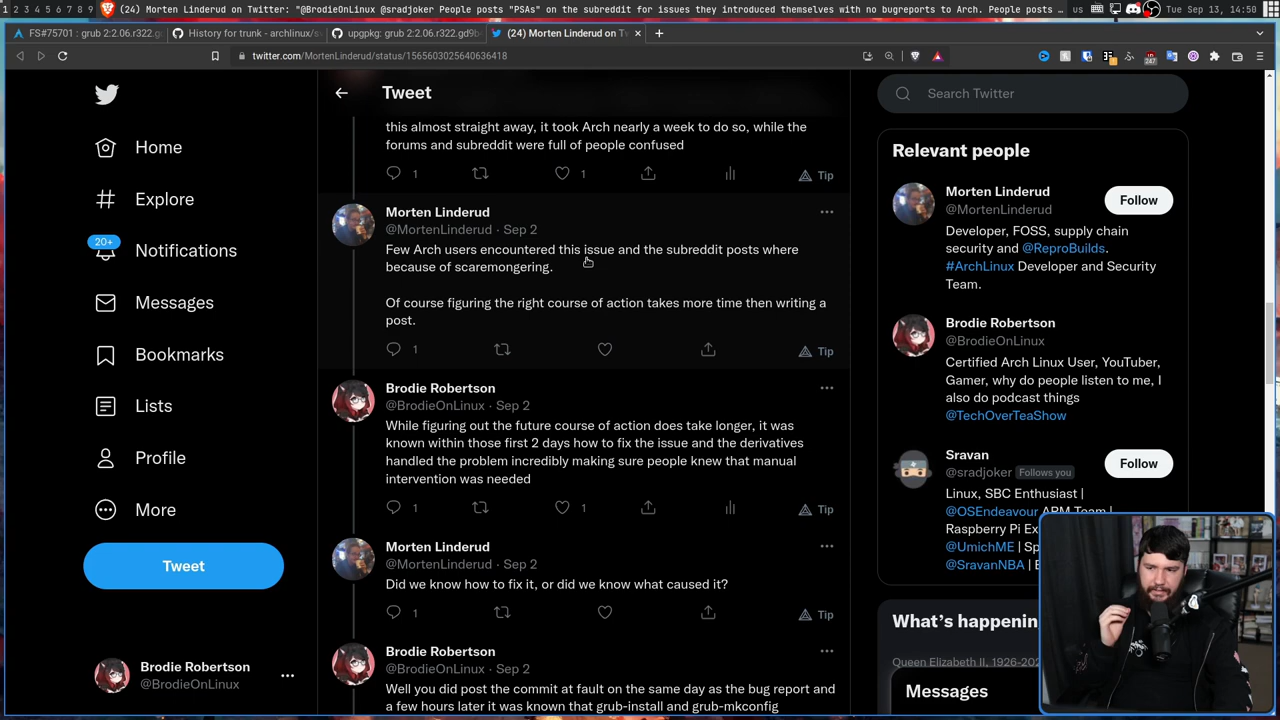 2 3 4 5 6 7 8 9
Morten Linderud on Twitter: "@BrodieOnLinux @sradjoker People posts "PSAs" on the subreddit for issues they introduced themselves with no bugreports to Arch. People posts …
us
Tue Sep 13, 14:50
FS#75701 : grub 2:2.06.r322.g
History for trunk - archlinux/s
upgpkg: grub 2:2.06.r322.gd9b
(24) Morten Linderud on Tw
twitter.com/MortenLinderud/status/1565603025640636418
247
Home
Explore
20+
Notifications
Messages
Bookmarks
Lists
Profile
More
Tweet
Brodie Robertson
@BrodieOnLinux
Tweet
this almost straight away, it took Arch nearly a week to do so, while the
forums and subreddit were full of people confused
1 1 Tip
Morten Linderud
@MortenLinderud · Sep 2
Few Arch users encountered this issue and the subreddit posts where
because of scaremongering.
Of course figuring the right course of action takes more time then writing a
post.
1 Tip
Brodie Robertson
@BrodieOnLinux · Sep 2
While figuring out the future course of action does take longer, it was
known within those first 2 days how to fix the issue and the derivatives
handled the problem incredibly making sure people knew that manual
intervention was needed
1 1 Tip
Morten Linderud
@MortenLinderud · Sep 2
Did we know how to fix it, or did we know what caused it?
1 Tip
Brodie Robertson
@BrodieOnLinux · Sep 2
Well you did post the commit at fault on the same day as the bug report and
a few hours later it was known that grub-install and grub-mkconfig
Search Twitter
Relevant people
Morten Linderud
@MortenLinderud
Follow
Developer, FOSS, supply chain
security and @ReproBuilds.
#ArchLinux Developer and Security
Team.
Brodie Robertson
@BrodieOnLinux
Certified Arch Linux User, YouTuber,
Gamer, why do people listen to me, I
also do podcast things
@TechOverTeaShow
Sravan
@sradjoker Follows you
Follow
Linux, SBC Enthusiast |
@OSEndeavour ARM Team |
Raspberry Pi
@UmichME | Sp
@SravanNBA |
What's happenin
Queen Elizabeth II, 1926-202
Messages